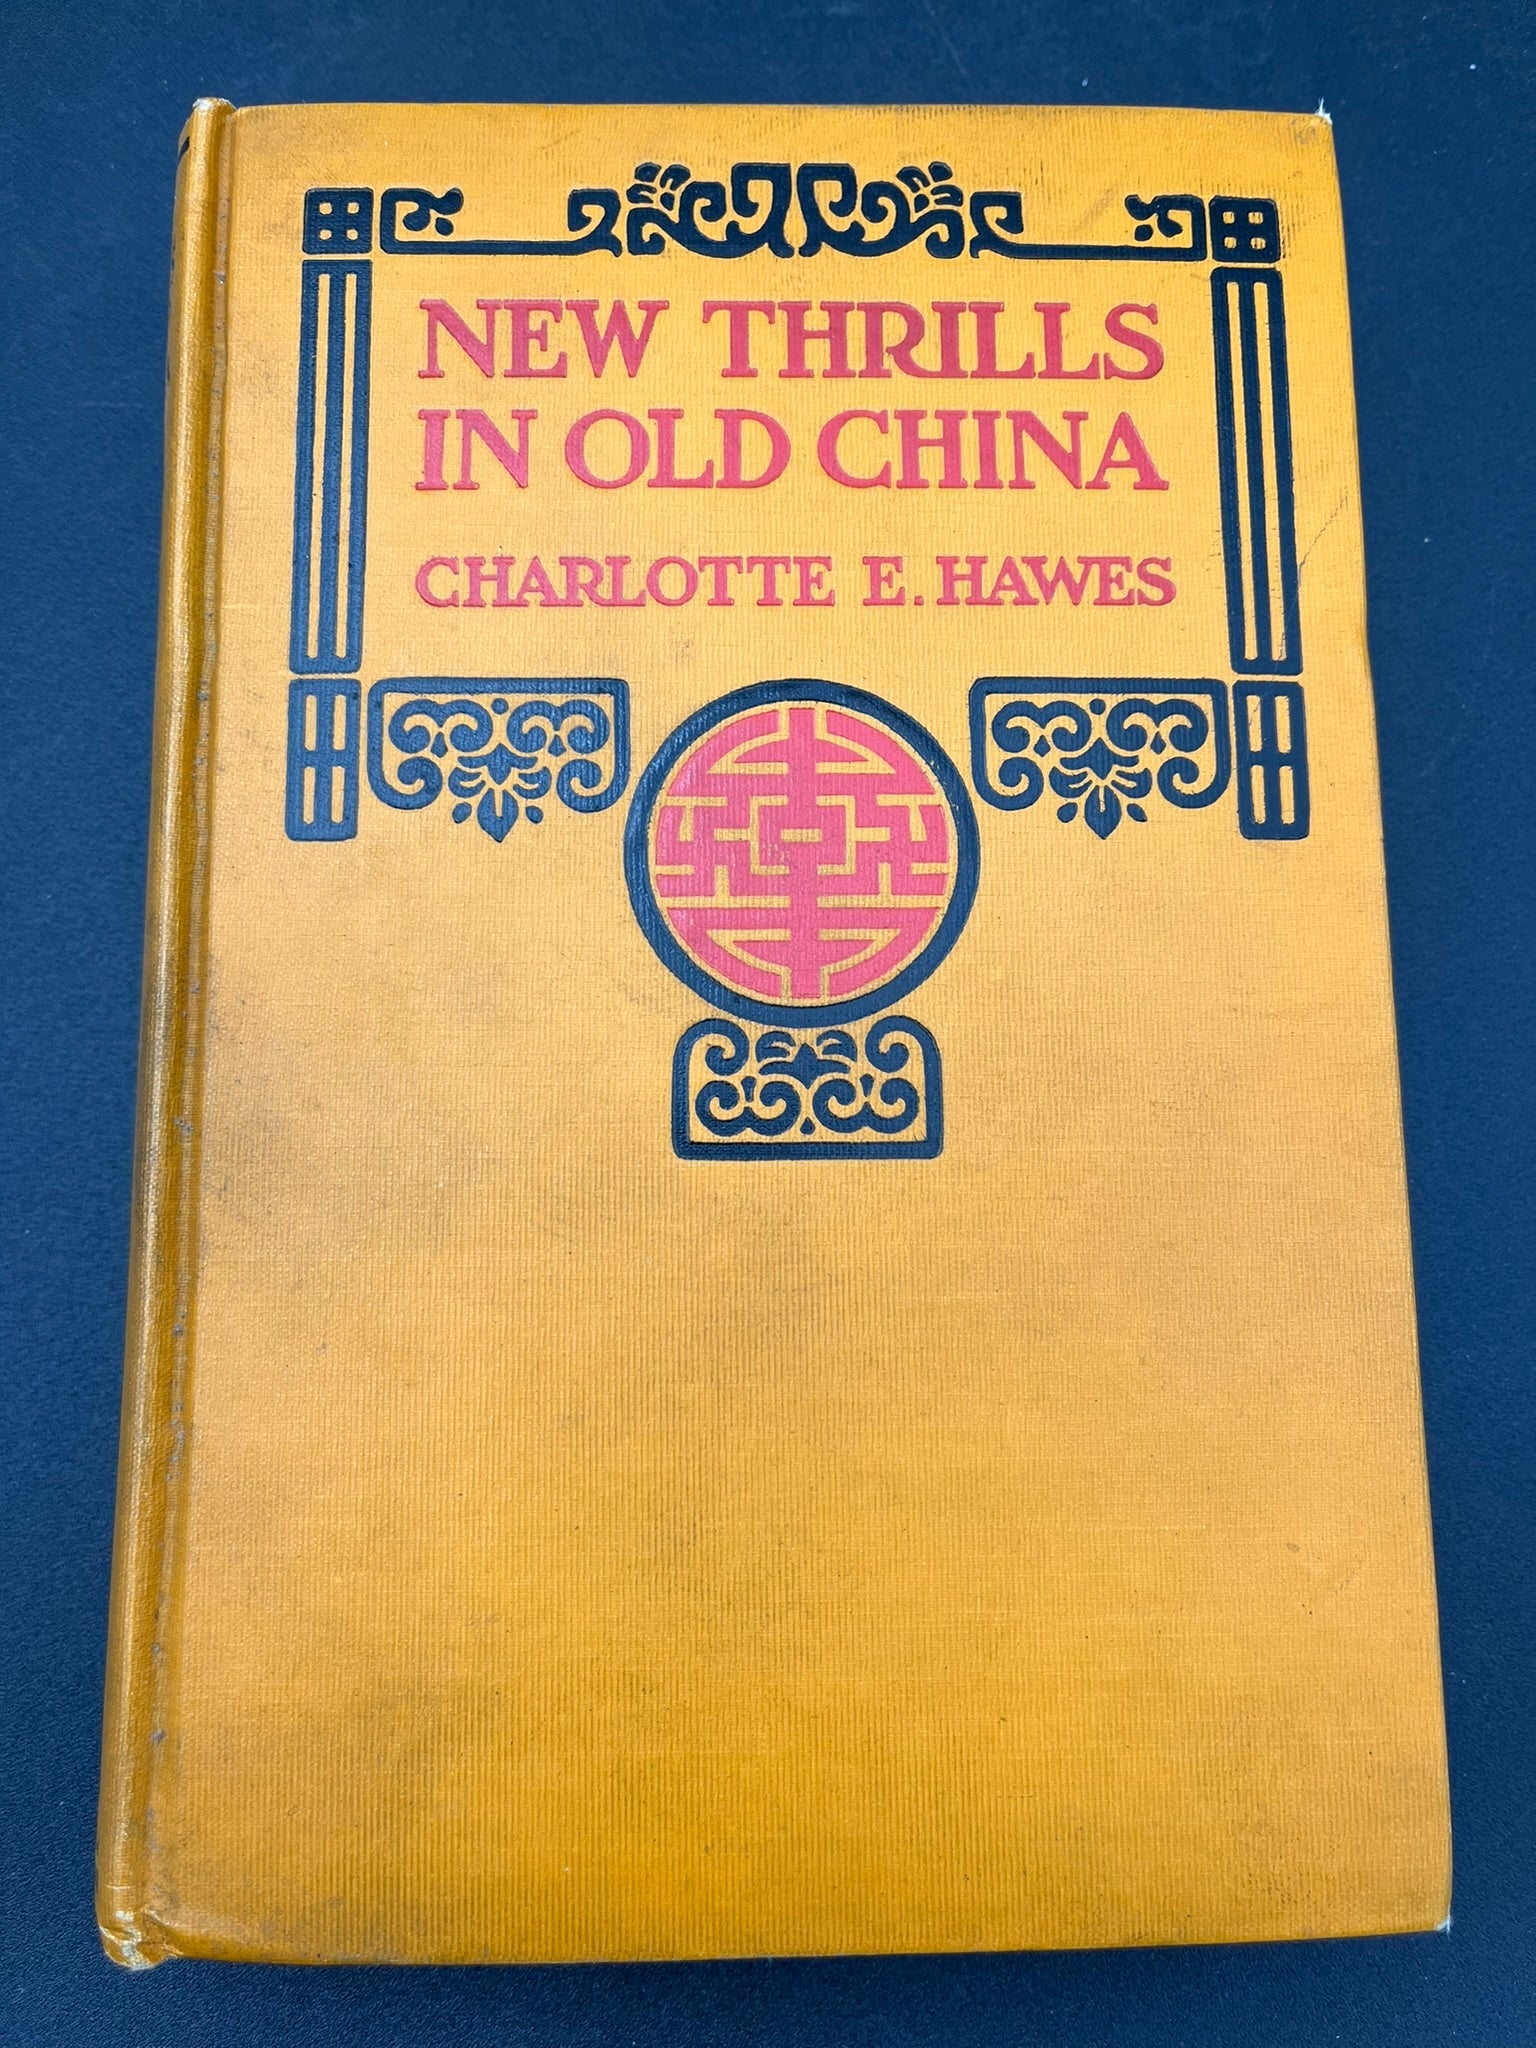 NEW THRILLS
IN OLD CHINA
CHARLOTTE E. HAWES